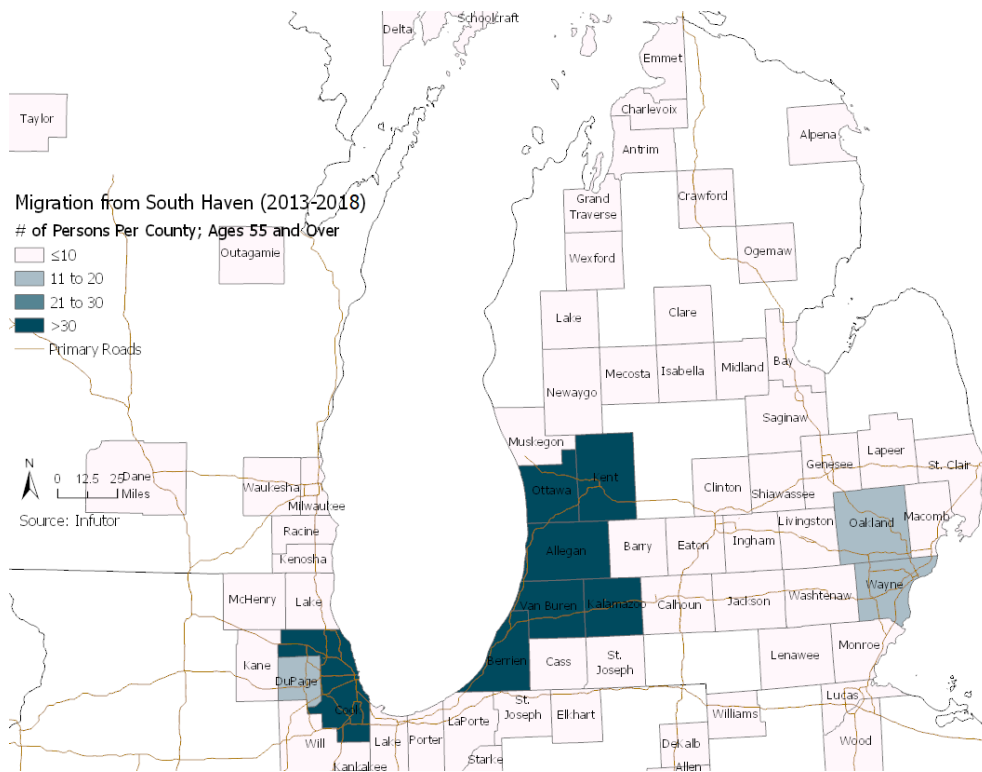 Schoolcraft
Delta
Emmet
Charlevoix
Taylor
Alpena
Antrim
Migration from South Haven (2013-2018)
# of Persons Per County; Ages 55 and Over
≤10
11 to 20
21 to 30
>30
Primary Roads
Outagamie
Grand
Traverse
Crawford
Wexford
Ogemaw
Lake
Clare
Newaygo
Mecosta
Isabella
Midland
Bay
Saginaw
Muskegon
Kent
Ottawa
Clinton
Shiawassee
Genesee
Lapeer
St. Clair
N
0 12.5 25
Miles
Source: Infutor
Dane
Waukesha
Milwaukee
Racine
Kenosha
Allegan
Barry
Eaton
Ingham
Livingston
Oakland
Macomb
McHenry
Lake
Van Buren
Kalamazoo
Calhoun
Jackson
Washtenaw
Wayne
Kane
DuPage
Cook
Will
Kankakee
Lake
Porter
LaPorte
Starke
Berrien
Cass
St.
Joseph
St.
Joseph
Elkhart
Lenawee
Monroe
Williams
Lucas
Wood
DeKalb
Allen